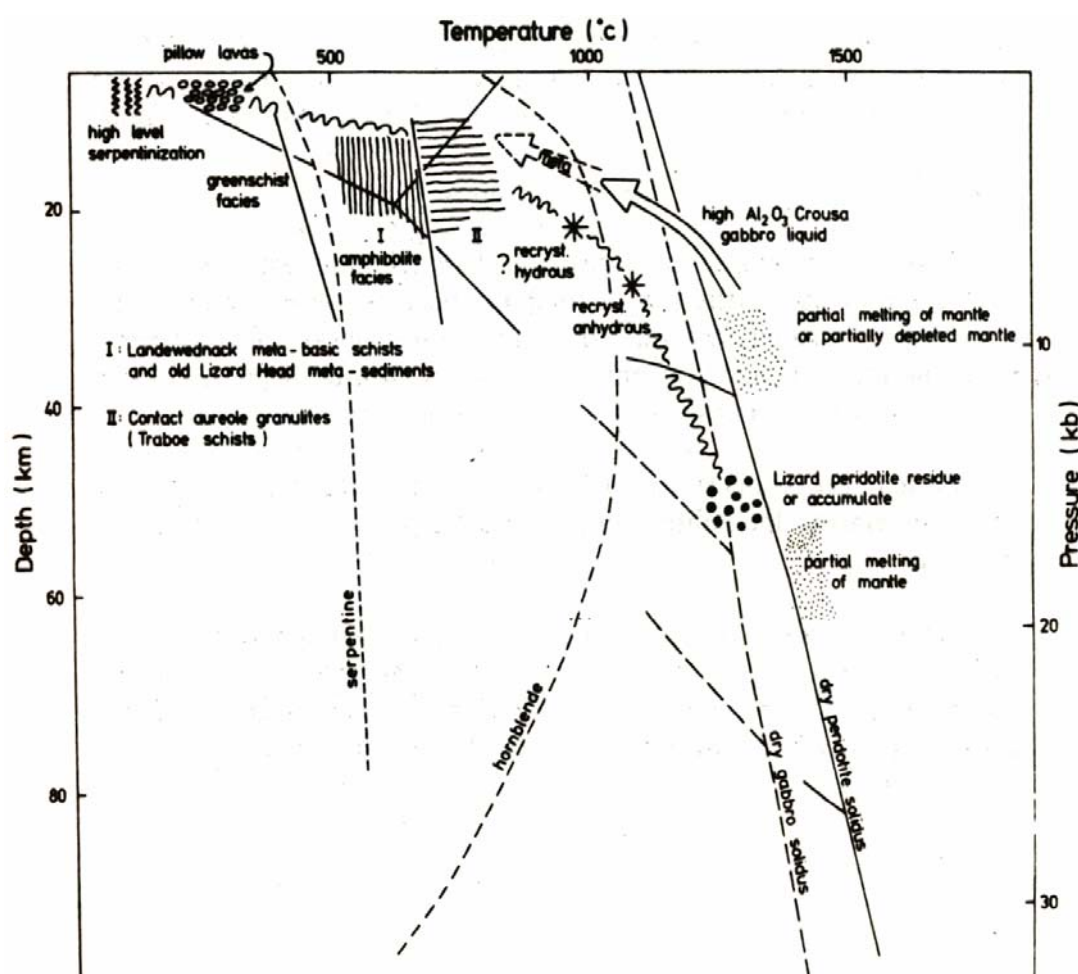 Temperature (°c)
500
1000
1500
pillow lavas
high level
serpentinization
greenschist
facies
20
I
amphibolite
facies
II
?
recryst.
hydrous
meta
high Al₂O₃ Crousa
gabbro liquid
recryst.
anhydrous
partial melting of mantle
or partially depleted mantle
10
I: Landewednack meta-basic schists
and old Lizard Head meta-sediments
II: Contact aureole granulites
(Traboe schists)
40
Depth (km)
Pressure (kb)
Lizard peridotite residue
or accumulate
partial melting
of mantle
60
20
serpentine
hornblende
dry gabbro solidus
dry peridotite solidus
80
30